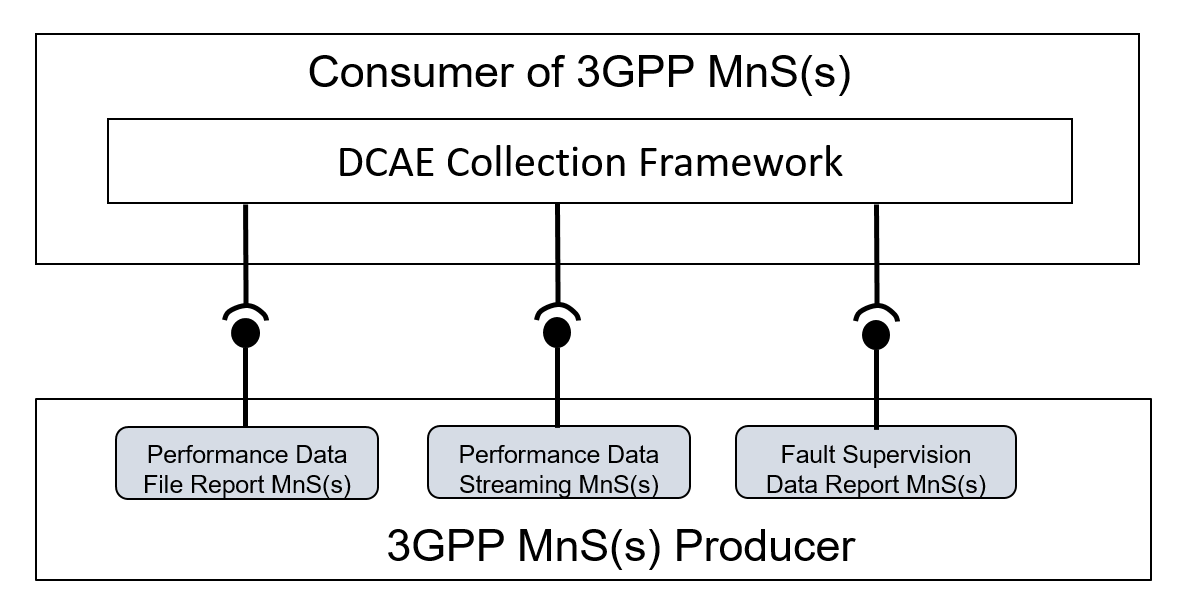 Consumer of 3GPP MnS(s)
DCAE Collection Framework
Performance Data
File Report MnS(s)
Performance Data
Streaming MnS(s)
Fault Supervision
Data Report MnS(s)
3GPP MnS(s) Producer